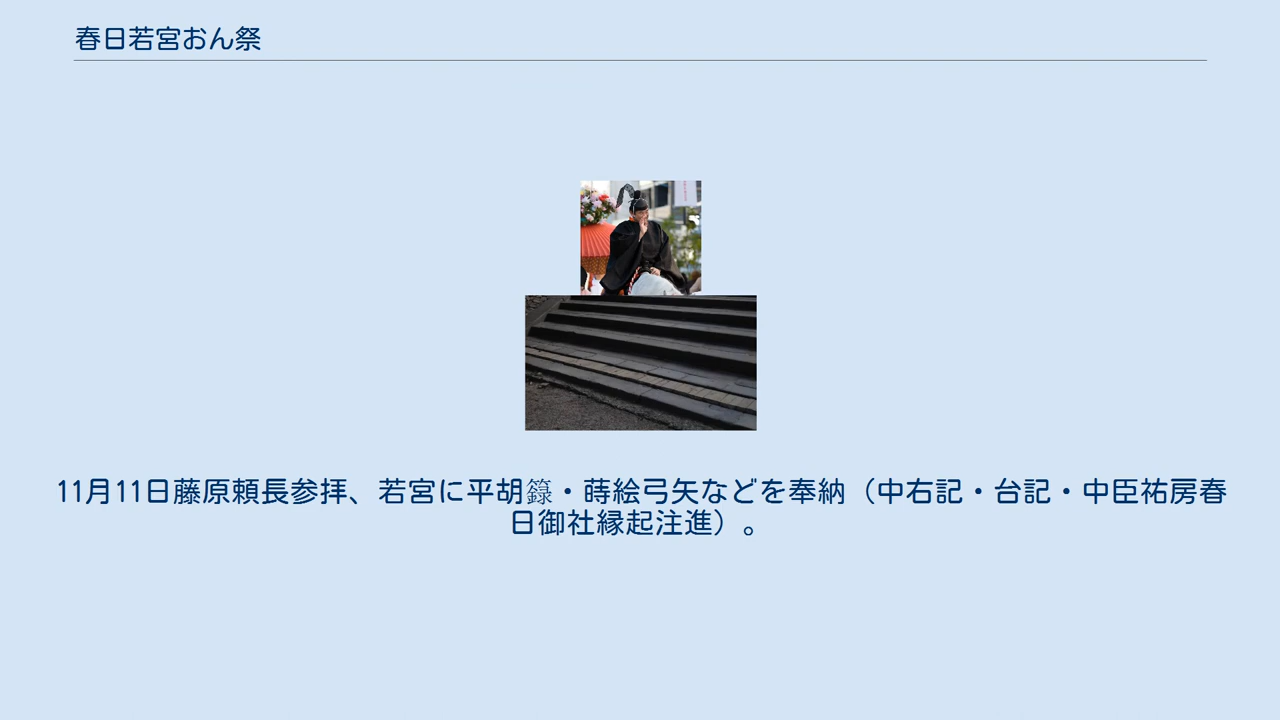 春日若宮おん祭
11月11日藤原頼長参拝、若宮に平胡籙・蒔絵弓矢などを奉納（中右記・台記・中臣祐房春
日御社縁起注進）。